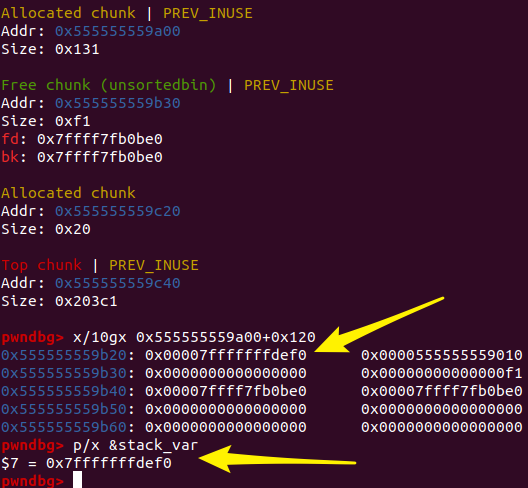 Allocated chunk | PREV_INUSE
Addr: 0x555555559a00
Size: 0x131
Free chunk (unsortedbin) | PREV_INUSE
Addr: 0x555555559b30
Size: 0xf1
fd: 0x7ffff7fb0be0
bk: 0x7ffff7fb0be0
Allocated chunk
Addr: 0x555555559c20
Size: 0x20
Top chunk | PREV_INUSE
Addr: 0x555555559c40
Size: 0x203c1
pwndbg> x/10gx 0x555555559a00+0x120
0x555555559b20: 0x00007fffffffdef0 0x0000555555559010
0x555555559b30: 0x0000000000000000 0x00000000000000f1
0x555555559b40: 0x00007ffff7fb0be0 0x00007ffff7fb0be0
0x555555559b50: 0x0000000000000000 0x0000000000000000
0x555555559b60: 0x0000000000000000 0x0000000000000000
pwndbg> p/x &stack_var
$7 = 0x7fffffffdef0
pwndbg>